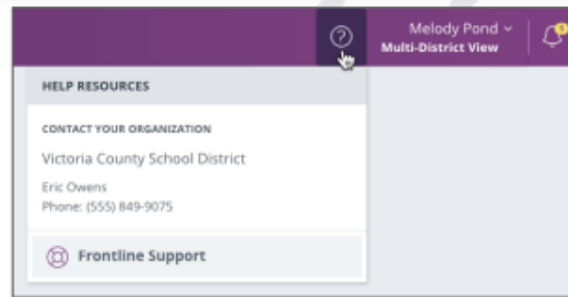 Melody Pond
Multi-District View
1
HELP RESOURCES
CONTACT YOUR ORGANIZATION
Victoria County School District
Eric Owens
Phone: (555) 849-9075
Frontline Support